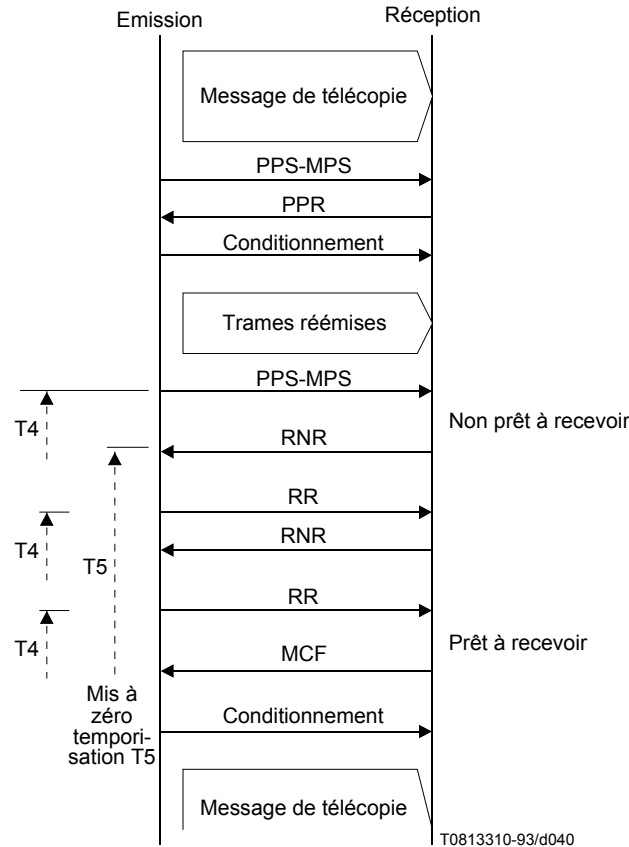 Emission
Réception
Message de télécopie
PPS-MPS
PPR
Conditionnement
Trames réémises
PPS-MPS
T4
Non prêt à recevoir
RNR
RR
T4
RNR
T5
RR
T4
Prêt à recevoir
MCF
Mis à
zéro
tempori-
sation T5
Conditionnement
Message de télécopie
T0813310-93/d040